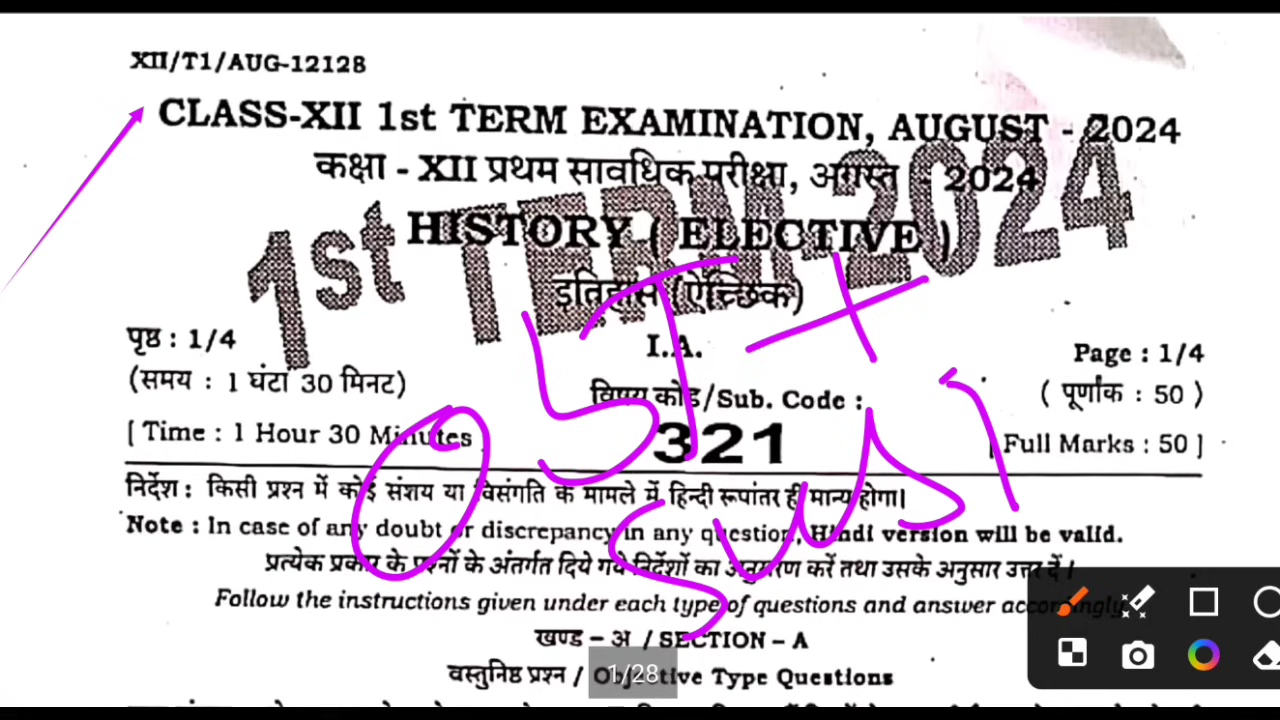 XII/T1/AUG-12128
CLASS-XII 1st TERM EXAMINATION, AUGUST - 2024
कक्षा - XII प्रथम सावधिक परीक्षा, अगस्त - 2024
1st TERM 2024
HISTORY ( ELECTIVE )
इतिहास (ऐच्छिक)
पृष्ठ : 1/4
I.A.
Page : 1/4
(समय : 1 घंटा 30 मिनट)
विषय कोड/Sub. Code :
( पूर्णांक : 50 )
[ Time : 1 Hour 30 Minutes
321
[ Full Marks : 50 ]
निर्देश : किसी प्रश्न में कोई संशय या विसंगति के मामले में हिन्दी रूपांतर ही मान्य होगा।
Note : In case of any doubt or discrepancy in any question, Hindi version will be valid.
प्रत्येक प्रकार के प्रश्नों के अंतर्गत दिये गये निर्देशों का अनुसरण करें तथा उसके अनुसार उत्तर दें।
Follow the instructions given under each type of questions and answer accordingly.
खण्ड – अ / SECTION – A
वस्तुनिष्ठ प्रश्न / Objective Type Questions
1/28